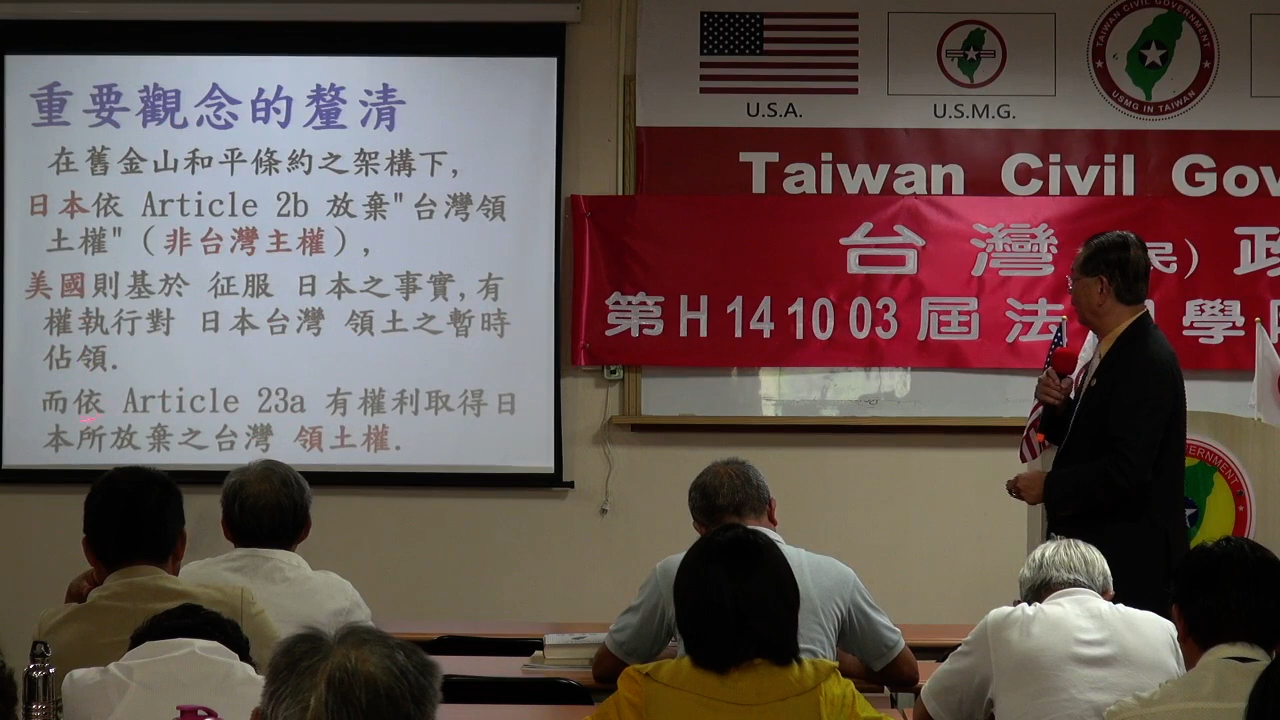 重要觀念的釐清
在舊金山和平條約之架構下,
日本依 Article 2b 放棄"台灣領
土權" (非台灣主權),
美國則基於 征服 日本之事實,有
權執行對 日本台灣 領土之暫時
佔領.
而依 Article 23a 有權利取得日
本所放棄之台灣 領土權.
U.S.A.
U.S.M.G.
TAIWAN CIVIL GOVERNMENT
USMG IN TAIWAN
Taiwan Civil Gov
台灣(民)政
第H 14 10 03 屆法學
ERNMENT